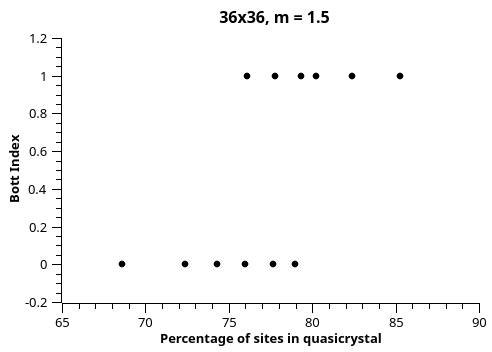 36x36, m = 1.5
1.2
1
0.8
0.6
0.4
0.2
0
-0.2
Bott Index
65 70 75 80 85 90
Percentage of sites in quasicrystal